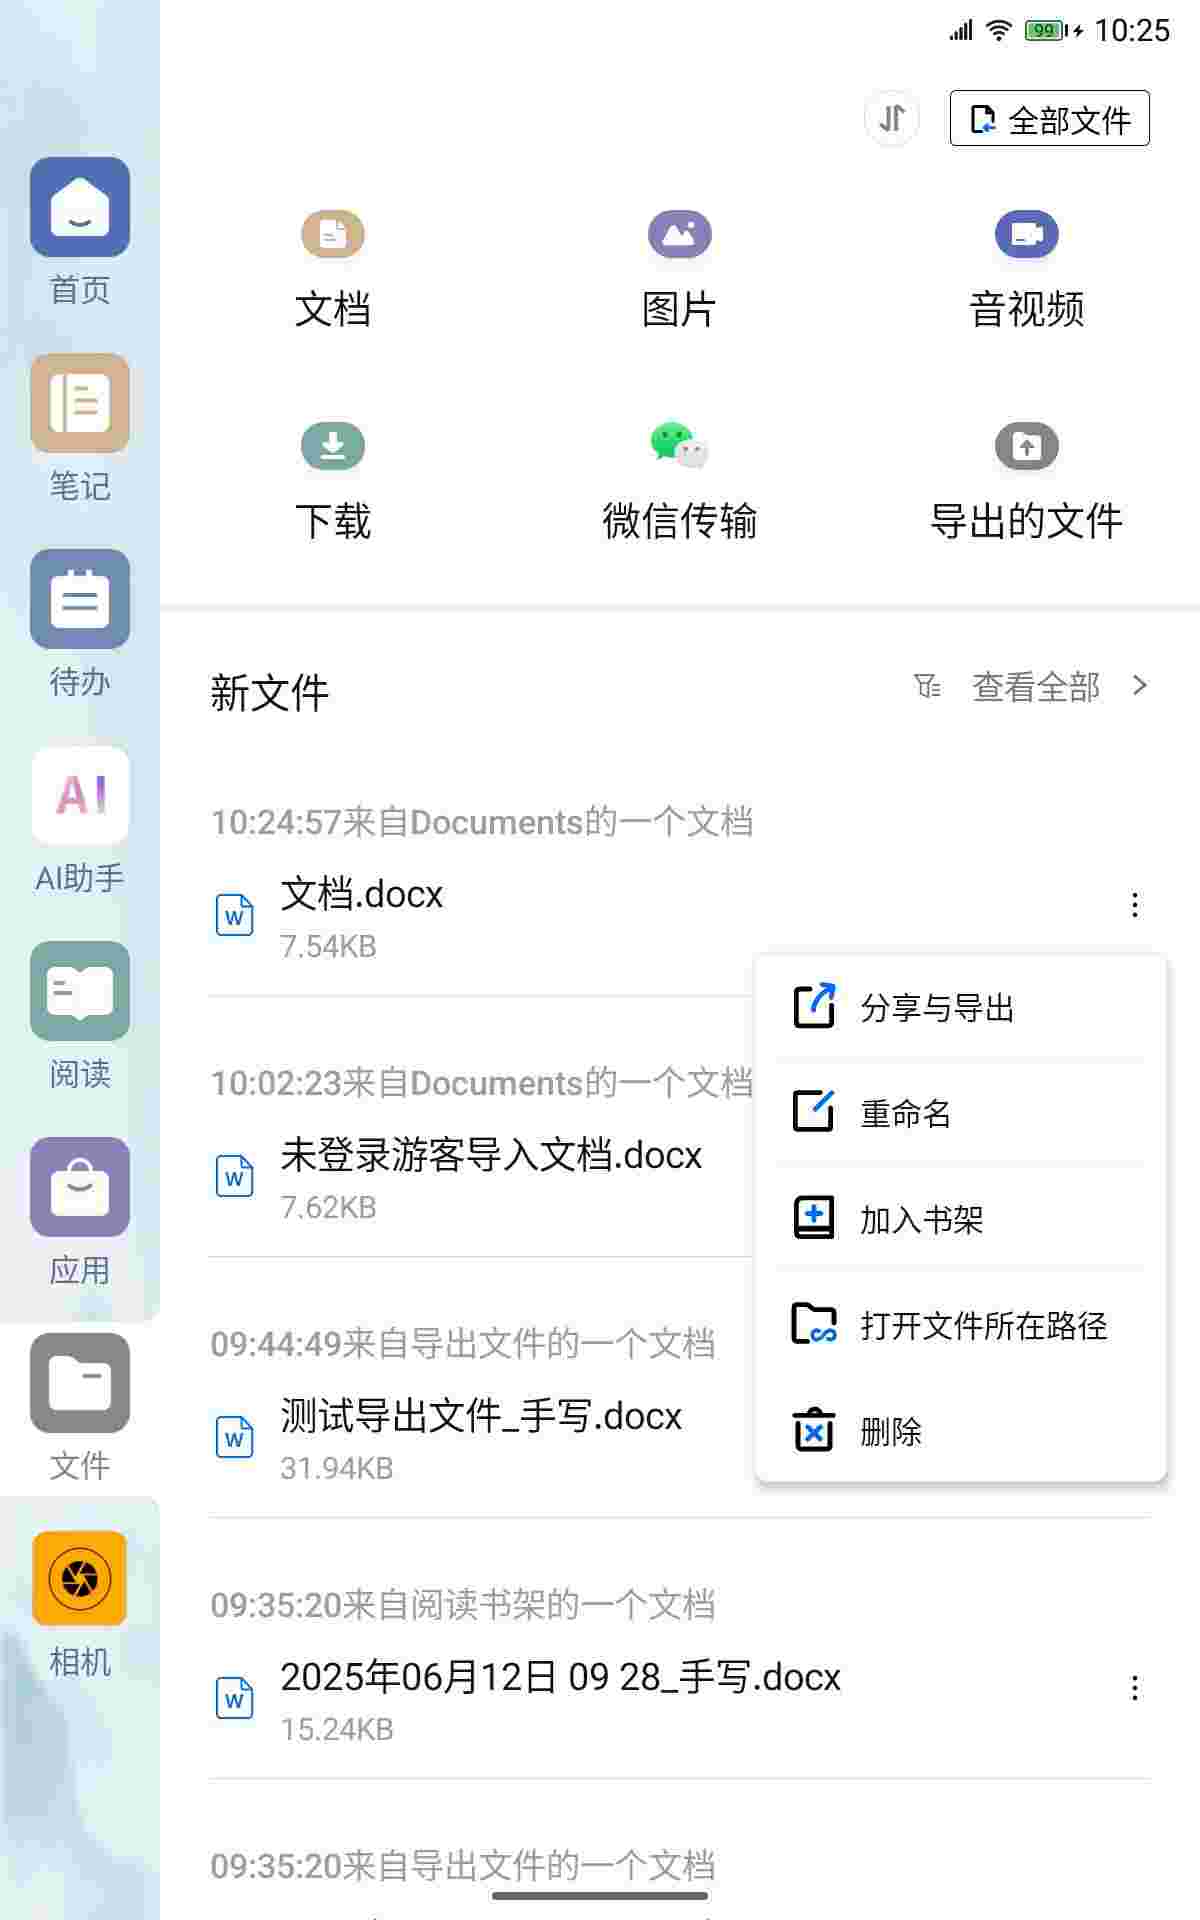 99 10:25
全部文件
首页
笔记
待办
AI
AI助手
阅读
应用
文件
相机
文档
图片
音视频
下载
微信传输
导出的文件
新文件
查看全部
10:24:57来自Documents的一个文档
W
文档.docx
7.54KB
10:02:23来自Documents的一个文档
W
未登录游客导入文档.docx
7.62KB
09:44:49来自导出文件的一个文档
W
测试导出文件_手写.docx
31.94KB
分享与导出
重命名
加入书架
打开文件所在路径
删除
09:35:20来自阅读书架的一个文档
W
2025年06月12日 09 28_手写.docx
15.24KB
09:35:20来自导出文件的一个文档